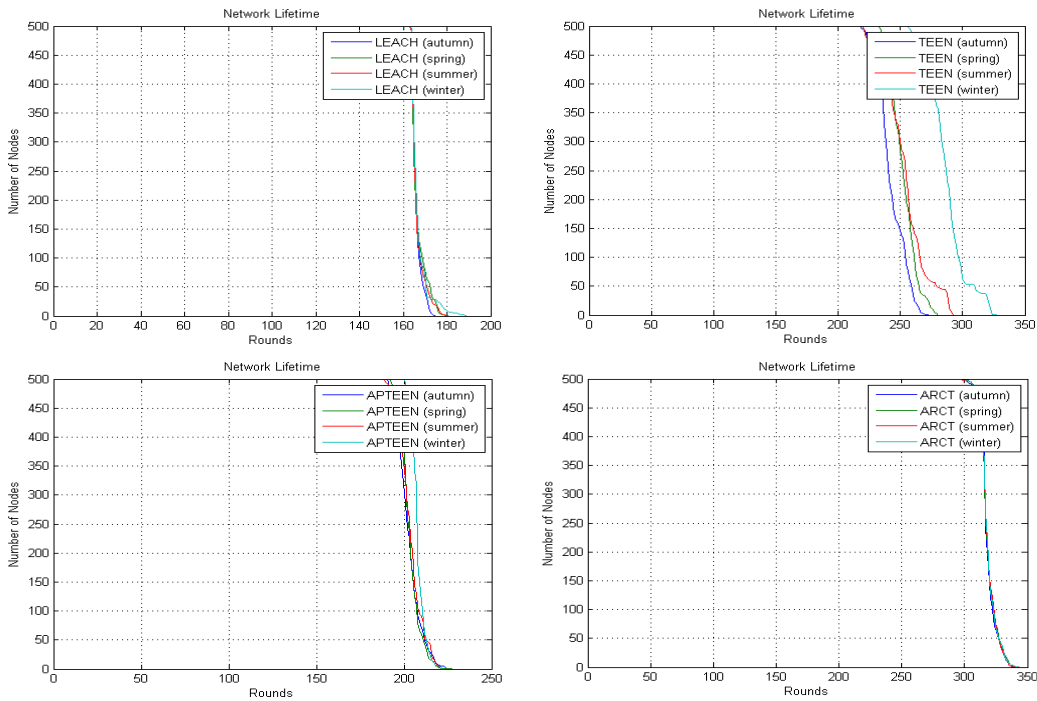 Network Lifetime
500
450
400
350
300
250
200
150
100
50
0
Number of Nodes
LEACH (autumn)
LEACH (spring)
LEACH (summer)
LEACH (winter)
0 20 40 60 80 100 120 140 160 180 200
Rounds
Network Lifetime
500
450
400
350
300
250
200
150
100
50
0
Number of Nodes
TEEN (autumn)
TEEN (spring)
TEEN (summer)
TEEN (winter)
0 50 100 150 200 250 300 350
Rounds
Network Lifetime
500
450
400
350
300
250
200
150
100
50
0
Number of Nodes
APTEEN (autumn)
APTEEN (spring)
APTEEN (summer)
APTEEN (winter)
0 50 100 150 200 250
Rounds
Network Lifetime
500
450
400
350
300
250
200
150
100
50
0
Number of Nodes
ARCT (autumn)
ARCT (spring)
ARCT (summer)
ARCT (winter)
0 50 100 150 200 250 300 350
Rounds